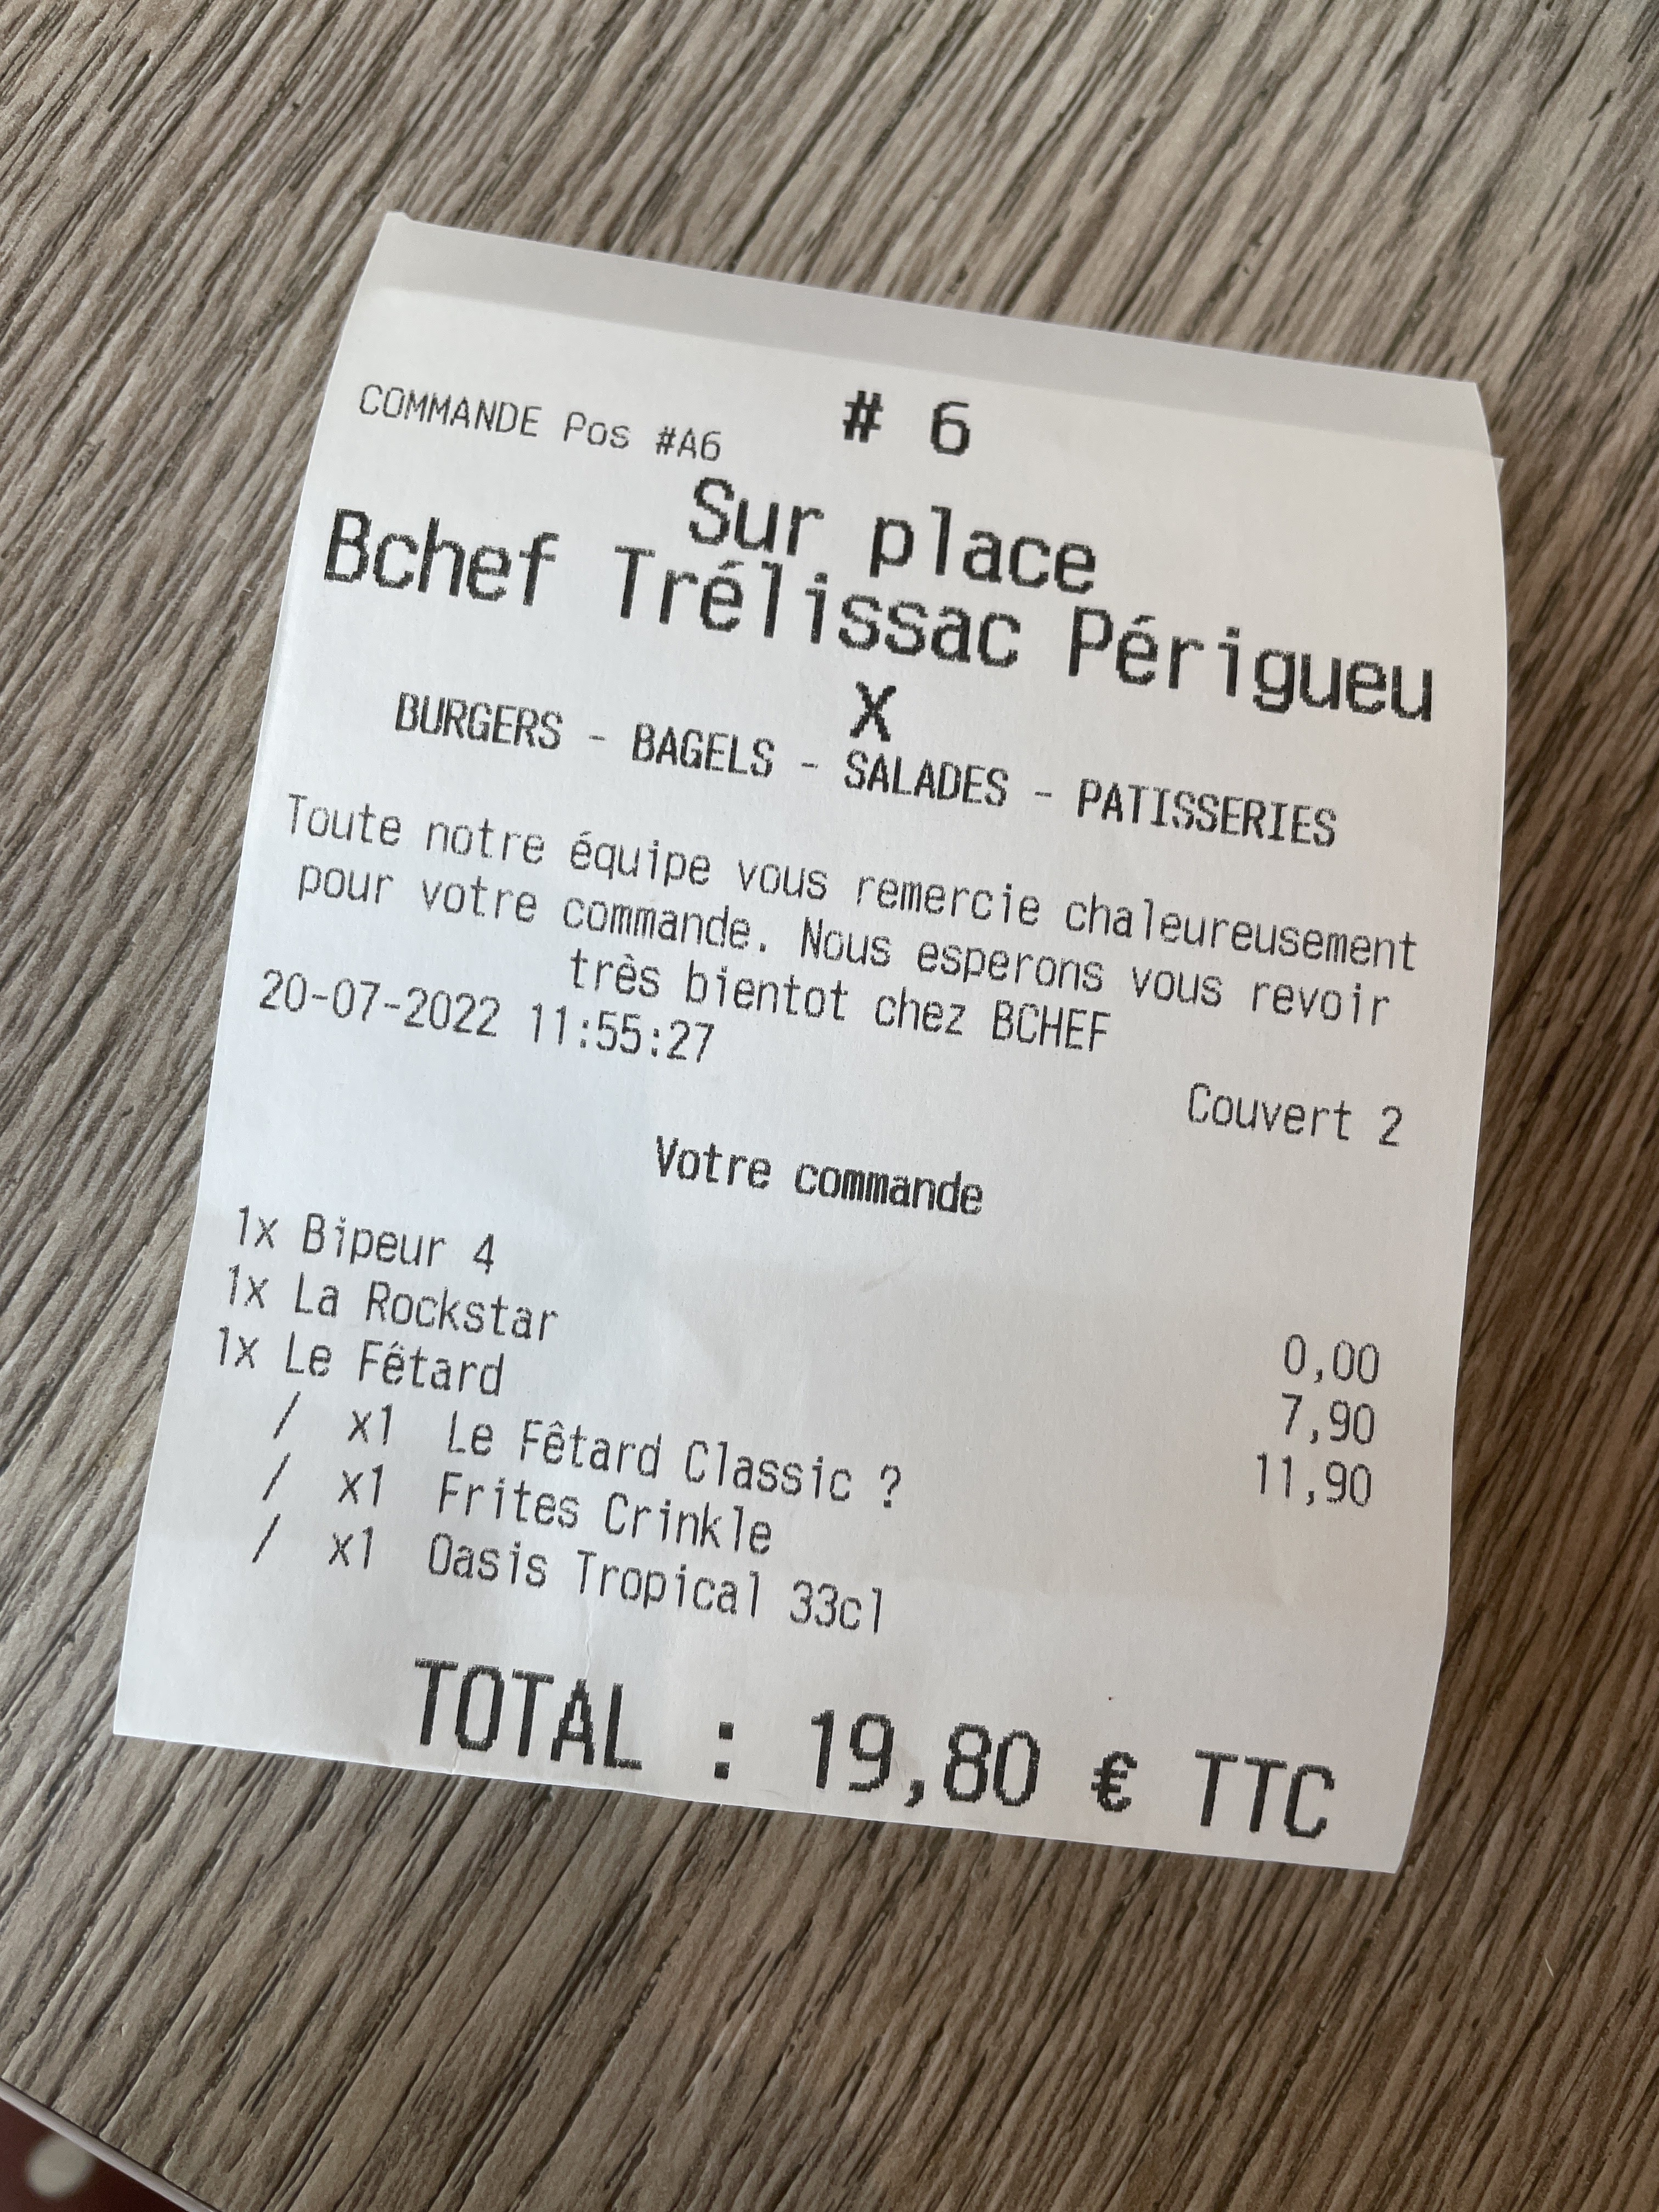 COMMANDE Pos #A6 # 6
Sur place
Bchef Trélissac Périgueu
x
BURGERS - BAGELS - SALADES - PATISSERIES
Toute notre équipe vous remercie chaleureusement
pour votre commande. Nous esperons vous revoir
très bientot chez BCHEF
20-07-2022 11:55:27
Couvert 2
Votre commande
1x Bipeur 4 0,00
1x La Rockstar 7,90
1x Le Fêtard 11,90
/ x1 Le Fêtard Classic ?
/ x1 Frites Crinkle
/ x1 Oasis Tropical 33cl
TOTAL : 19,80 € TTC